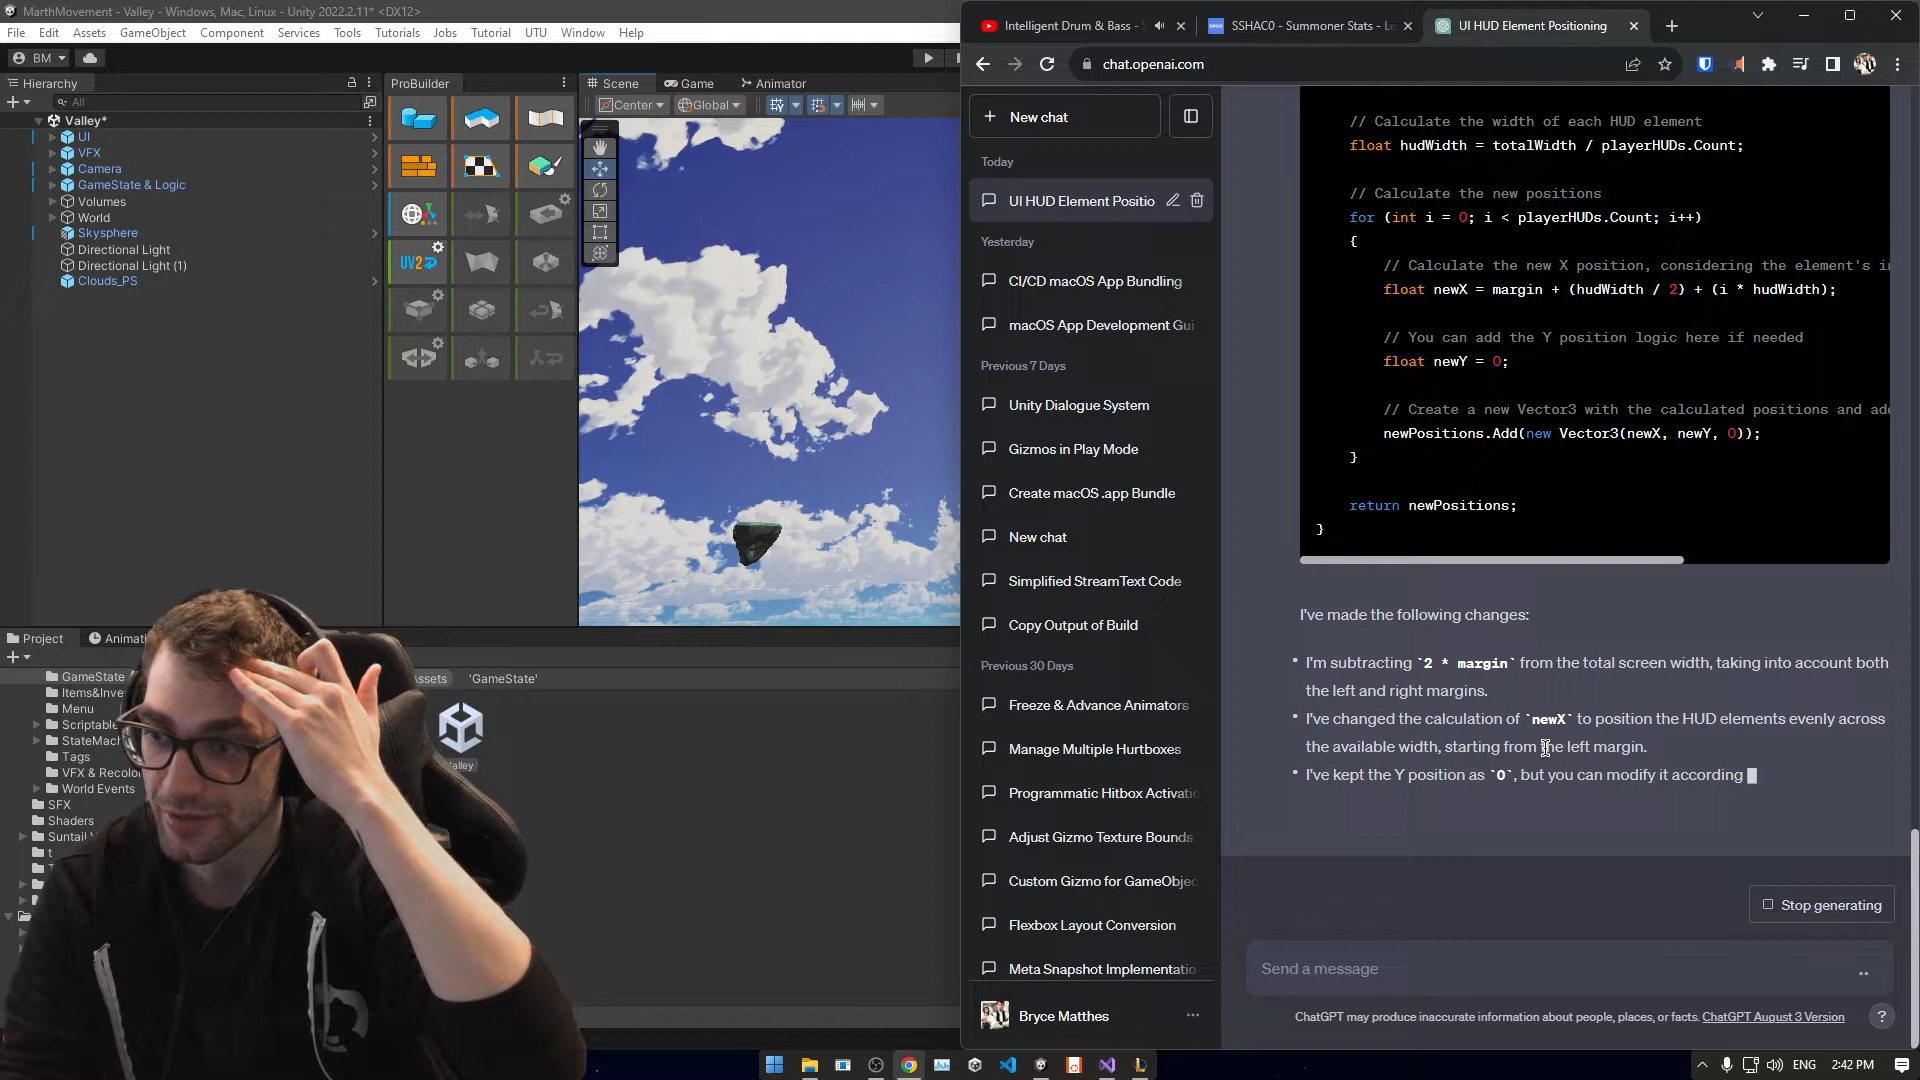 MarthMovement - Valley - Windows, Mac, Linux - Unity 2022.2.11* <DX12>
File Edit Assets GameObject Component Services Tools Tutorials Jobs Tutorial UTU Window Help
BM
Hierarchy
All
Valley*
UI
VFX
Camera
GameState & Logic
Volumes
World
Skysphere
Directional Light
Directional Light (1)
Clouds_PS
ProBuilder
UV2
Scene Game Animator
Center Global
Project Animati
GameState
Items&Inve
Menu
Scriptable
StateMach
Tags
VFX & Recolo
World Events
SFX
Shaders
Suntail V
t
Assets 'GameState'
Valley
Intelligent Drum & Bass - S
SSHAC0 - Summoner Stats - Le
UI HUD Element Positioning
chat.openai.com
New chat
Today
UI HUD Element Positio
Yesterday
CI/CD macOS App Bundling
macOS App Development Gui
Previous 7 Days
Unity Dialogue System
Gizmos in Play Mode
Create macOS .app Bundle
New chat
Simplified StreamText Code
Copy Output of Build
Previous 30 Days
Freeze & Advance Animators
Manage Multiple Hurtboxes
Programmatic Hitbox Activatio
Adjust Gizmo Texture Bounds
Custom Gizmo for GameObjec
Flexbox Layout Conversion
Meta Snapshot Implementatio
Bryce Matthes
// Calculate the width of each HUD element
float hudWidth = totalWidth / playerHUDs.Count;
// Calculate the new positions
for (int i = 0; i < playerHUDs.Count; i++)
{
// Calculate the new X position, considering the element's in
float newX = margin + (hudWidth / 2) + (i * hudWidth);
// You can add the Y position logic here if needed
float newY = 0;
// Create a new Vector3 with the calculated positions and add
newPositions.Add(new Vector3(newX, newY, 0));
}
return newPositions;
}
I've made the following changes:
• I'm subtracting `2 * margin` from the total screen width, taking into account both
the left and right margins.
• I've changed the calculation of `newX` to position the HUD elements evenly across
the available width, starting from the left margin.
• I've kept the Y position as `0`, but you can modify it according
Stop generating
Send a message
ChatGPT may produce inaccurate information about people, places, or facts. ChatGPT August 3 Version
?
ENG 2:42 PM